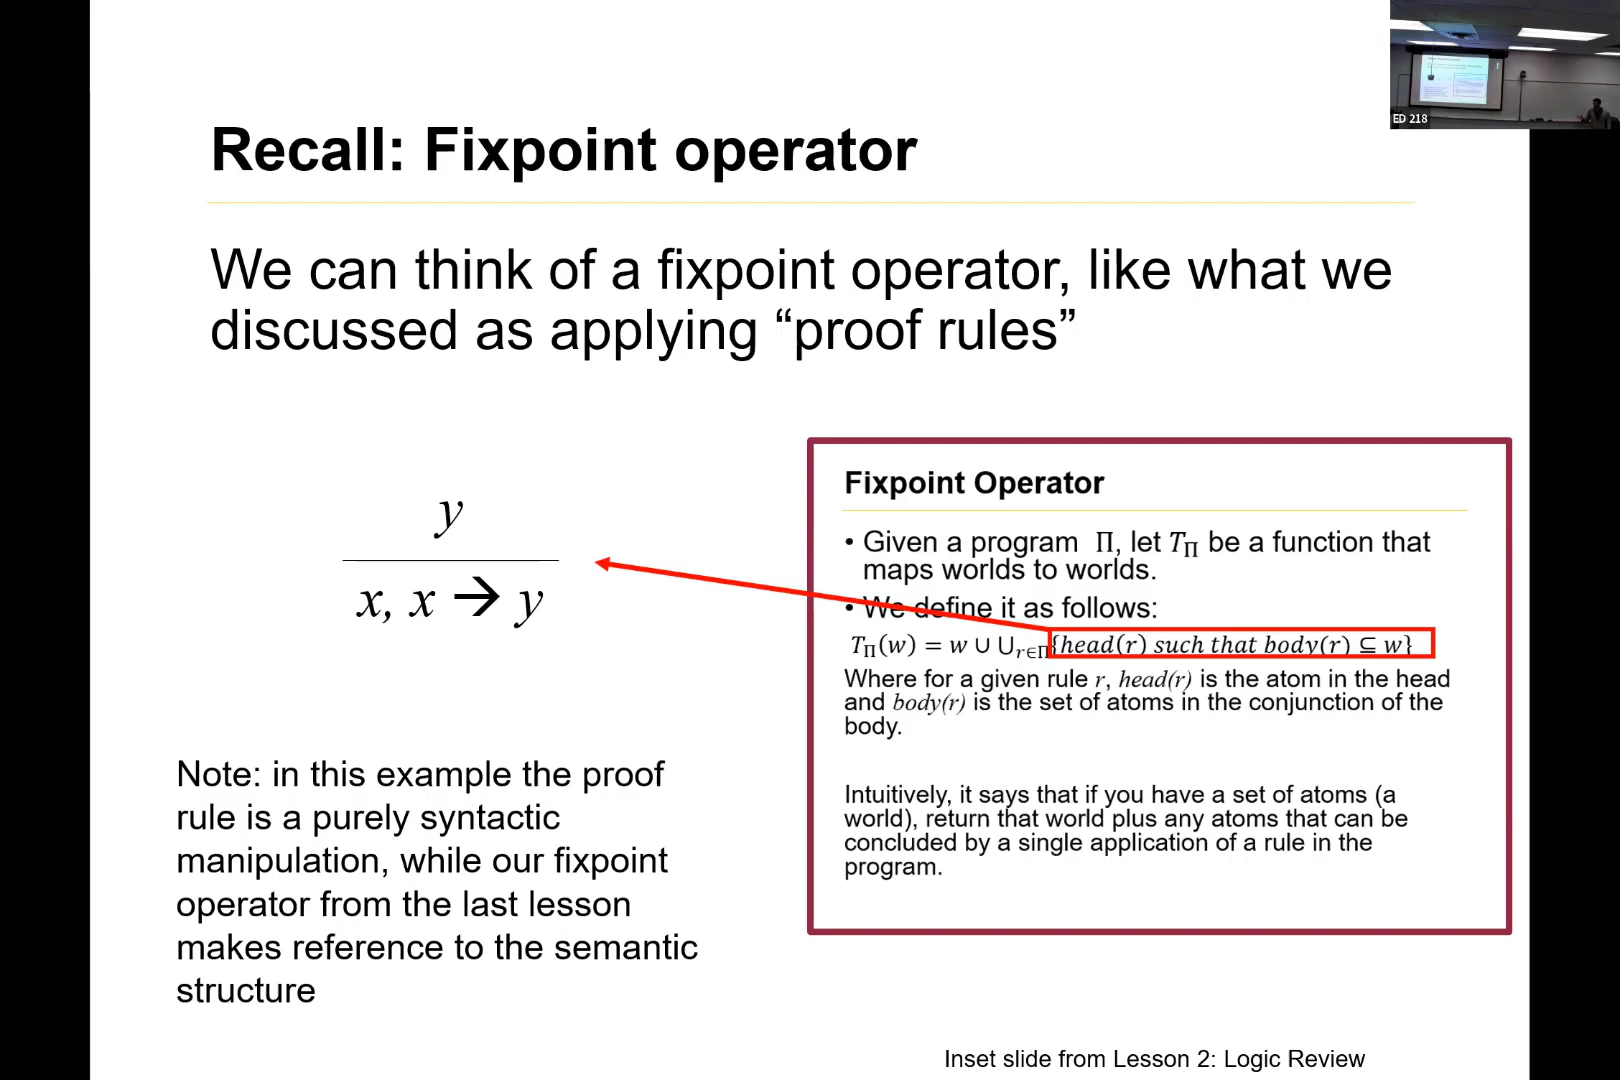 ED 218
Recall: Fixpoint operator
We can think of a fixpoint operator, like what we
discussed as applying “proof rules”
y
x, x → y
Note: in this example the proof
rule is a purely syntactic
manipulation, while our fixpoint
operator from the last lesson
makes reference to the semantic
structure
Fixpoint Operator
• Given a program Π, let T_Π be a function that
maps worlds to worlds.
• We define it as follows:
T_Π(w) = w ∪ ⋃_{r∈Π}{head(r) such that body(r) ⊆ w}
Where for a given rule r, head(r) is the atom in the head
and body(r) is the set of atoms in the conjunction of the
body.
Intuitively, it says that if you have a set of atoms (a
world), return that world plus any atoms that can be
concluded by a single application of a rule in the
program.
Inset slide from Lesson 2: Logic Review